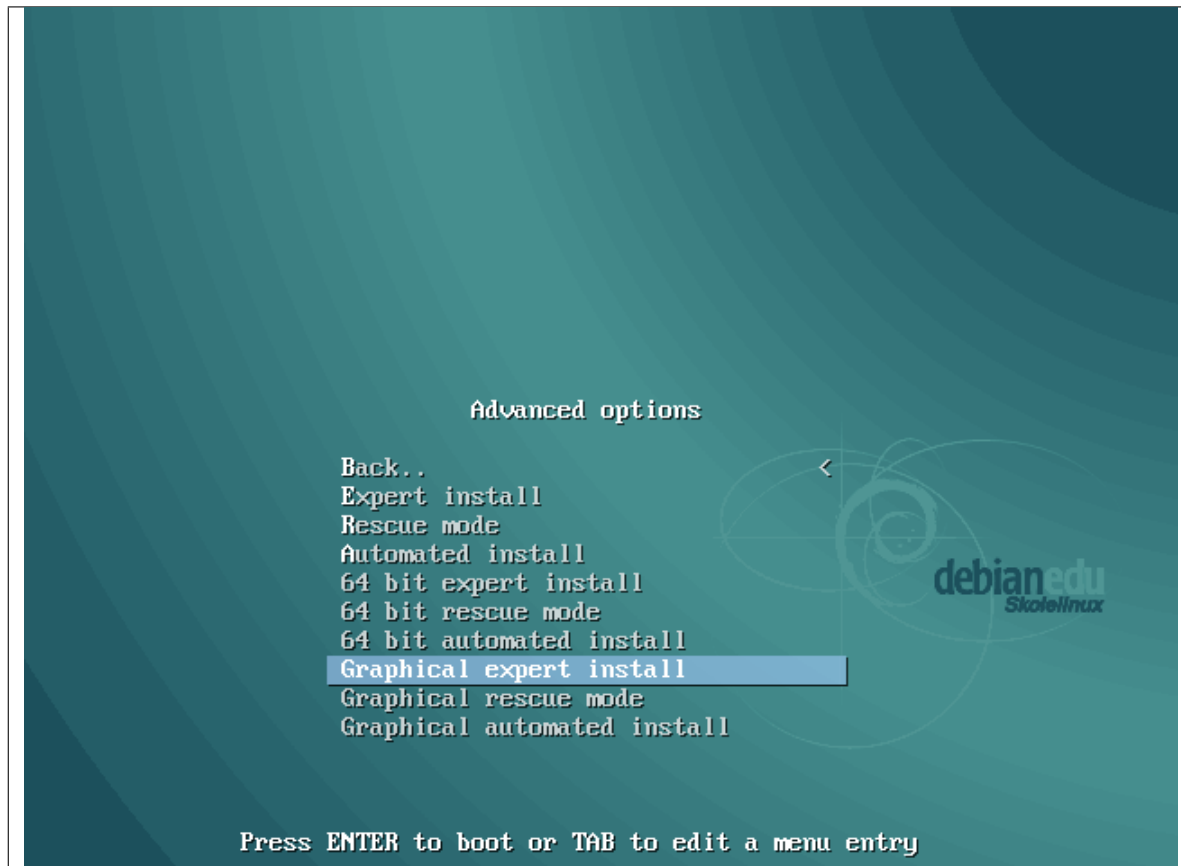 Advanced options
Back.. <
Expert install
Rescue mode
Automated install
64 bit expert install
64 bit rescue mode
64 bit automated install
Graphical expert install
Graphical rescue mode
Graphical automated install
debianedu
Skolelinux
Press ENTER to boot or TAB to edit a menu entry